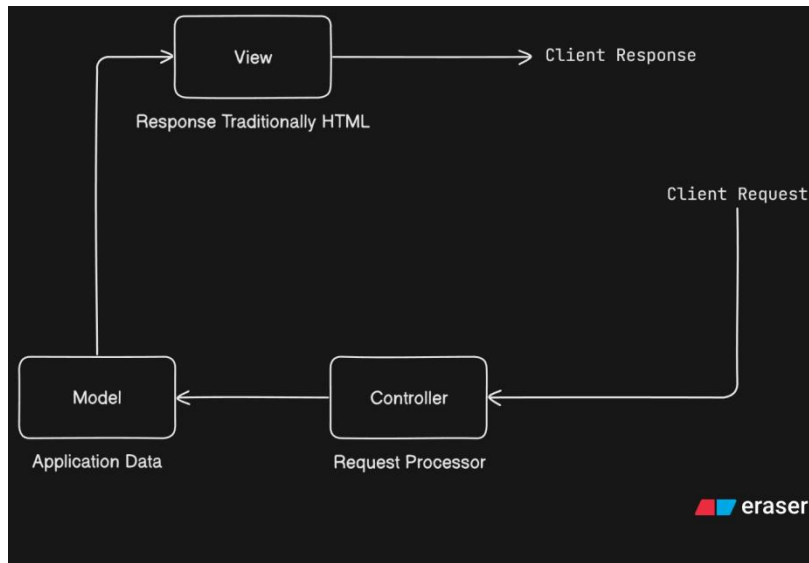 View
Client Response
Response Traditionally HTML
Client Request
Model
Controller
Application Data
Request Processor
eraser